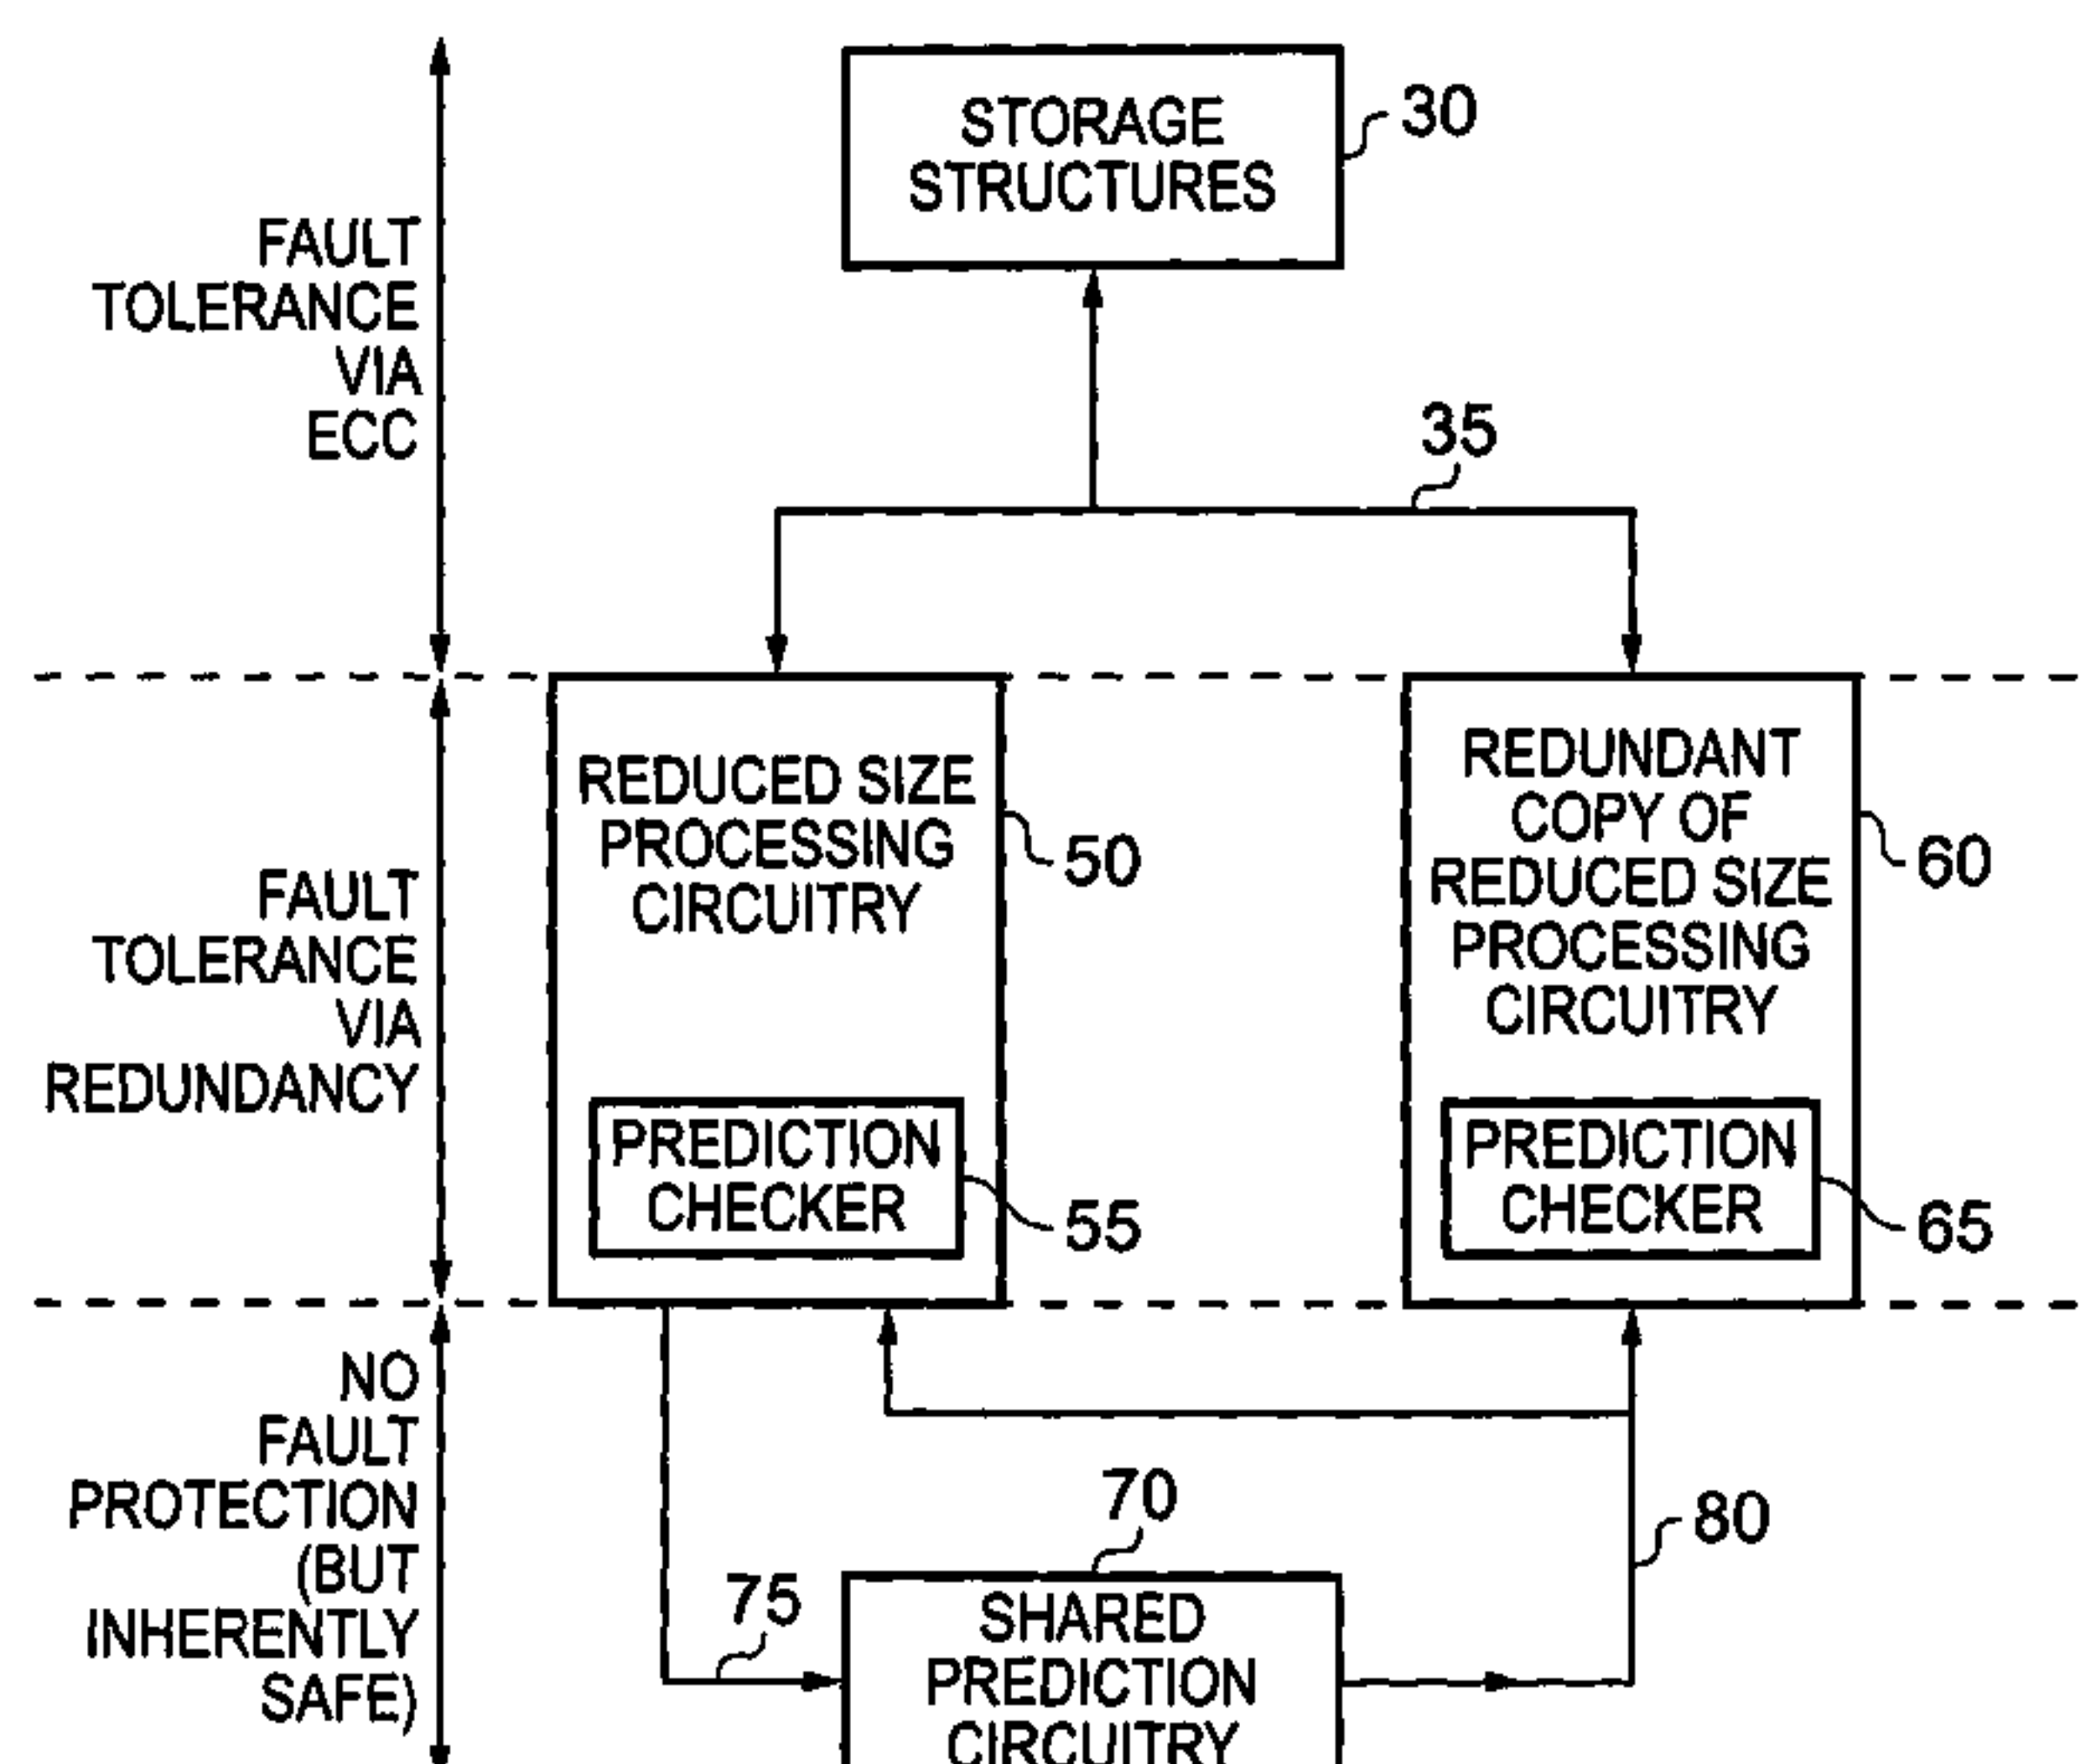 STORAGE
STRUCTURES
30
FAULT
TOLERANCE
VIA
ECC
35
REDUCED SIZE
PROCESSING
CIRCUITRY
50
REDUNDANT
COPY OF
REDUCED SIZE
PROCESSING
CIRCUITRY
60
FAULT
TOLERANCE
VIA
REDUNDANCY
PREDICTION
CHECKER
55
PREDICTION
CHECKER
65
NO
FAULT
PROTECTION
(BUT
INHERENTLY
SAFE)
70
75
80
SHARED
PREDICTION
CIRCUITRY